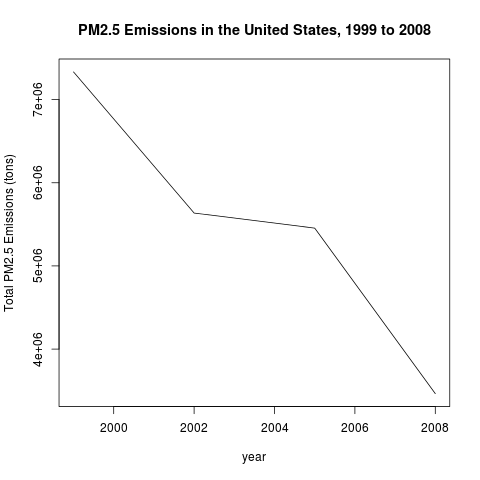 PM2.5 Emissions in the United States, 1999 to 2008
Total PM2.5 Emissions (tons)
7e+06
6e+06
5e+06
4e+06
2000 2002 2004 2006 2008
year